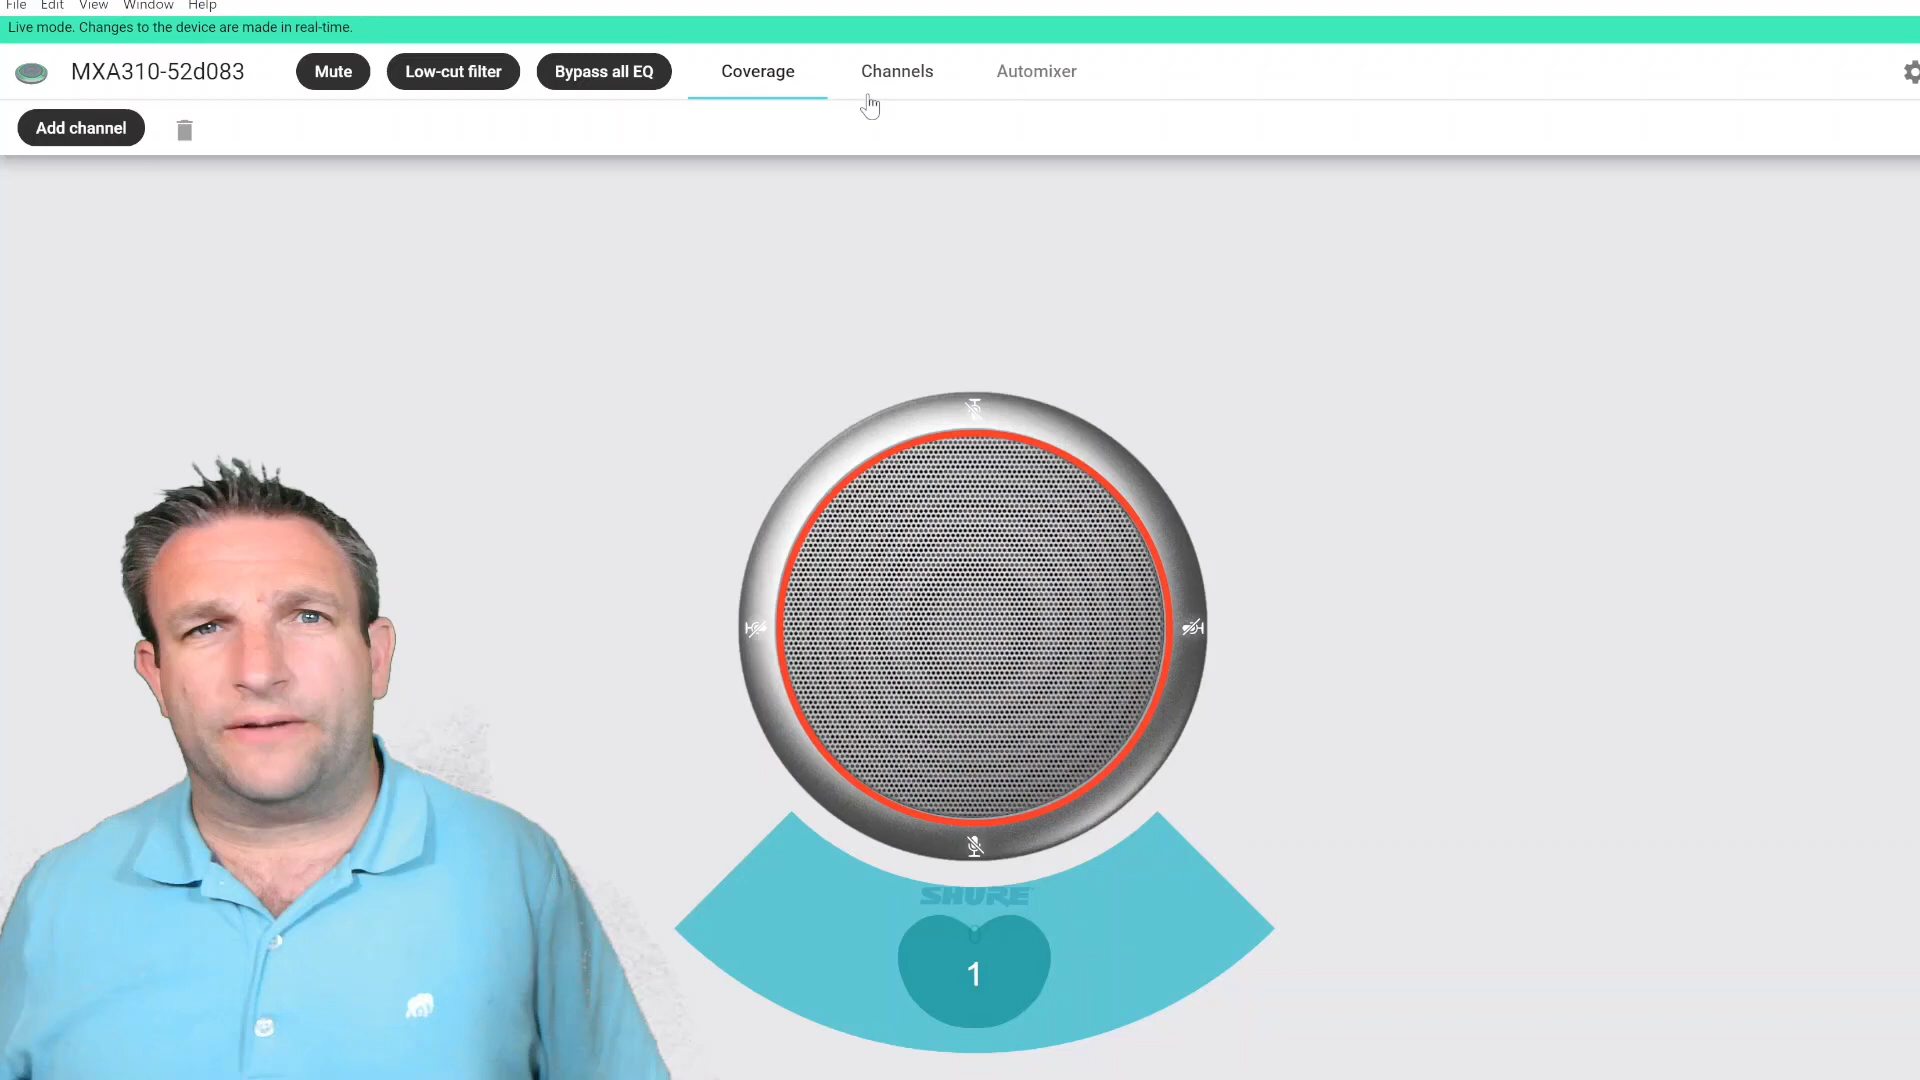 File Edit View Window Help
Live mode. Changes to the device are made in real-time.
MXA310-52d083 Mute Low-cut filter Bypass all EQ Coverage Channels Automixer
Add channel
SHURE
1